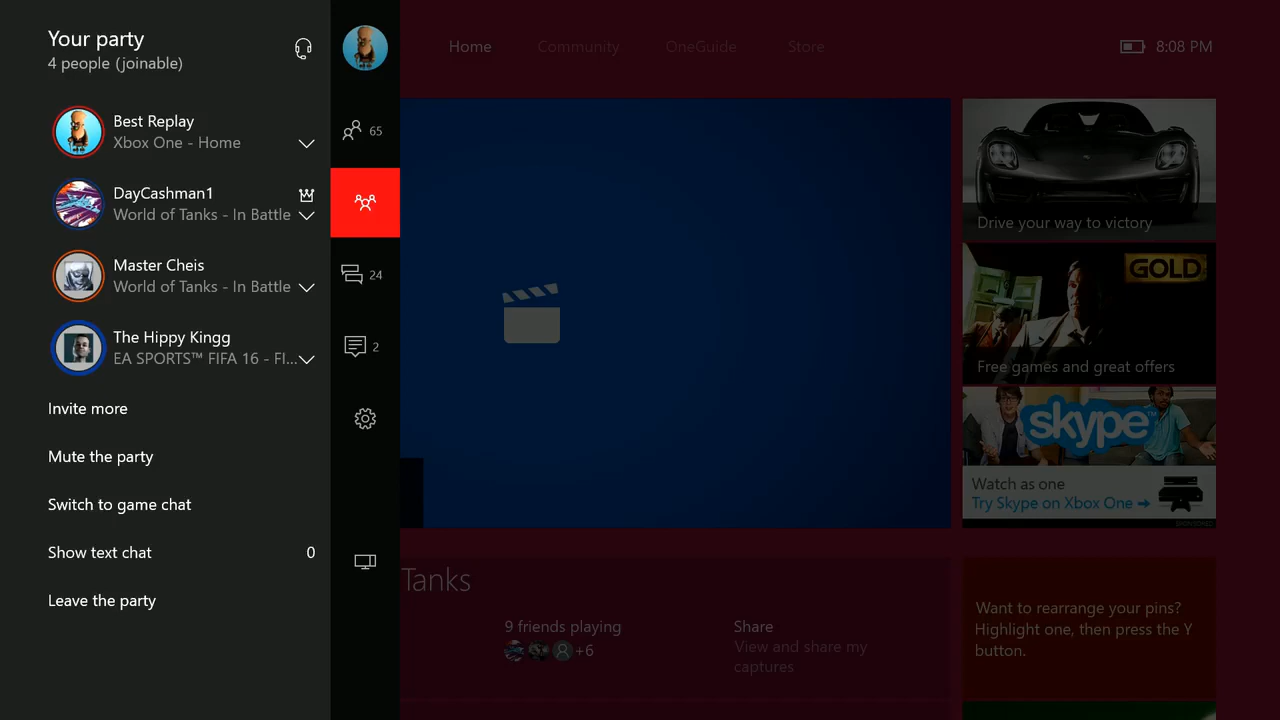 Your party
4 people (joinable)
Best Replay
Xbox One - Home
DayCashman1
World of Tanks - In Battle
Master Cheis
World of Tanks - In Battle
The Hippy Kingg
EA SPORTS™ FIFA 16 - FI...
Invite more
Mute the party
Switch to game chat
Show text chat 0
Leave the party
65
24
2
Home Community OneGuide Store
8:08 PM
Drive your way to victory
GOLD
Free games and great offers
skype™
Watch as one
Try Skype on Xbox One
Tanks
9 friends playing
+6
Share
View and share my
captures
Want to rearrange your pins?
Highlight one, then press the Y
button.